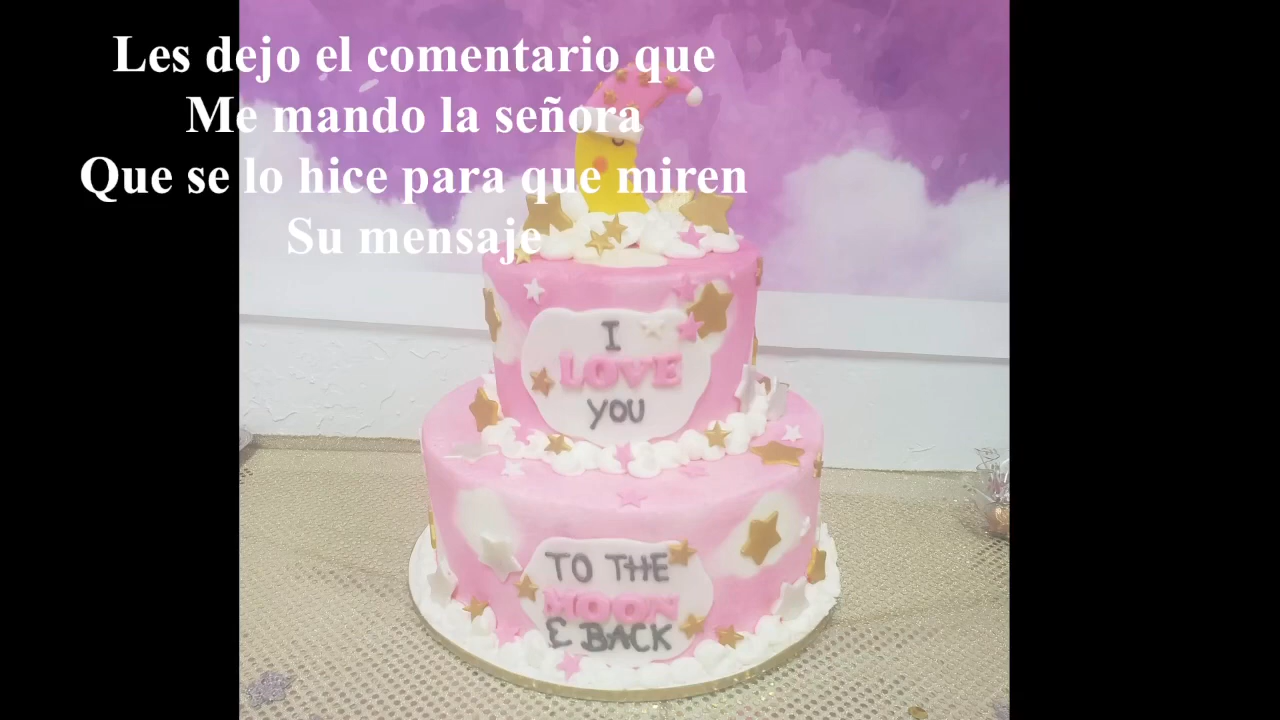 Les dejo el comentario que
Me mando la señora
Que se lo hice para que miren
Su mensaje
I
LOVE
YOU
TO THE
MOON
& BACK